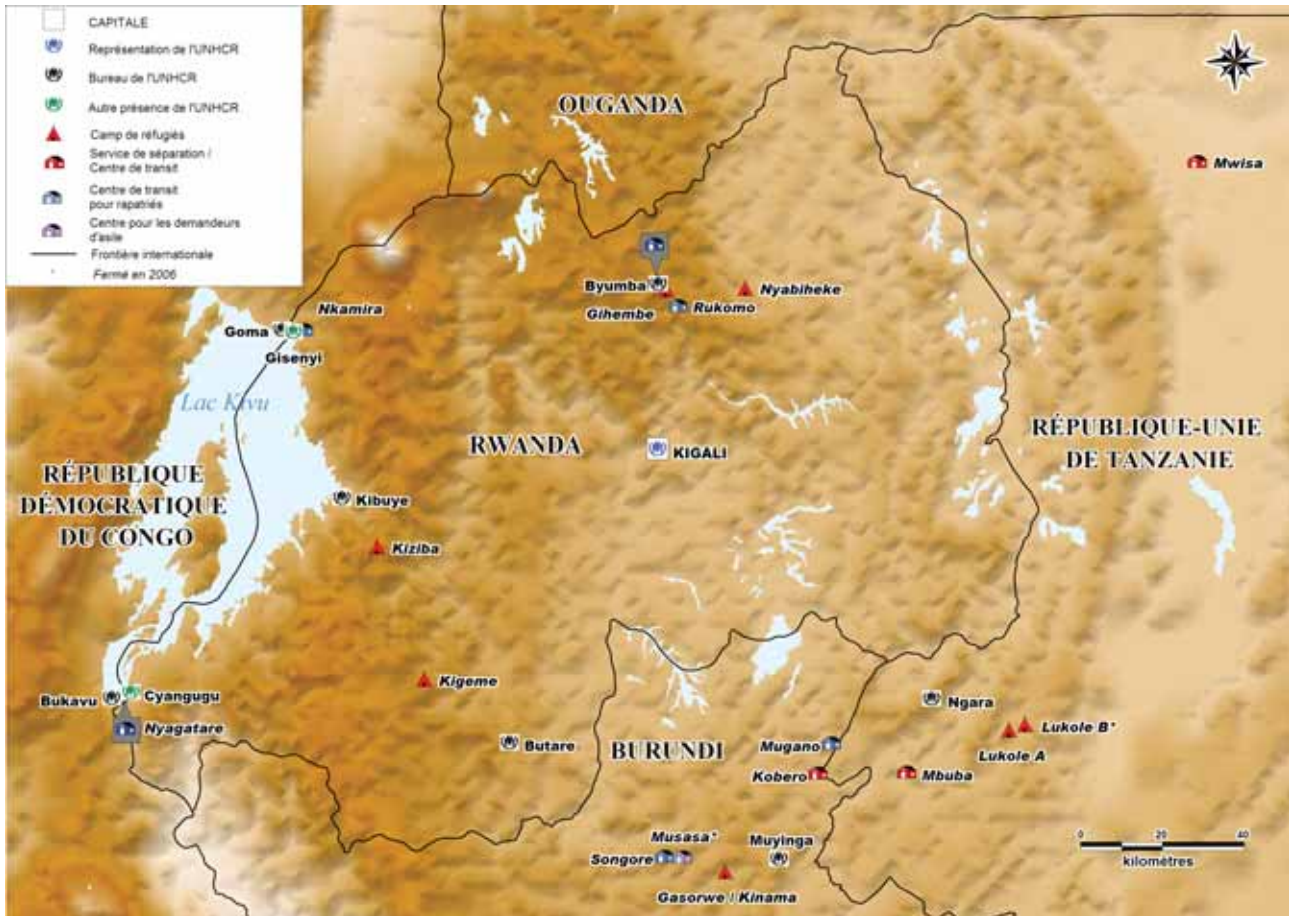 CAPITALE
Représentation de l'UNHCR
Bureau de l'UNHCR
Autre présence de l'UNHCR
Camp de réfugiés
Service de séparation /
Centre de transit
Centre de transit
pour rapatriés
Centre pour les demandeurs
d'asile
Frontière internationale
* Fermé en 2006
OUGANDA
Mwisa
Byumba
Nyabiheke
Gihembe
Rukomo
Nkamira
Goma
Gisenyi
Lac Kivu
RWANDA
KIGALI
RÉPUBLIQUE-UNIE
DE TANZANIE
RÉPUBLIQUE
DÉMOCRATIQUE
DU CONGO
Kibuye
Kiziba
Kigeme
Bukavu
Cyangugu
Nyagatare
Butare
BURUNDI
Ngara
Lukole B*
Lukole A
Mugano
Kobero
Mbuba
Musasa*
Songore
Muyinga
Gasorwe / Kinama
0 20 40
kilomètres